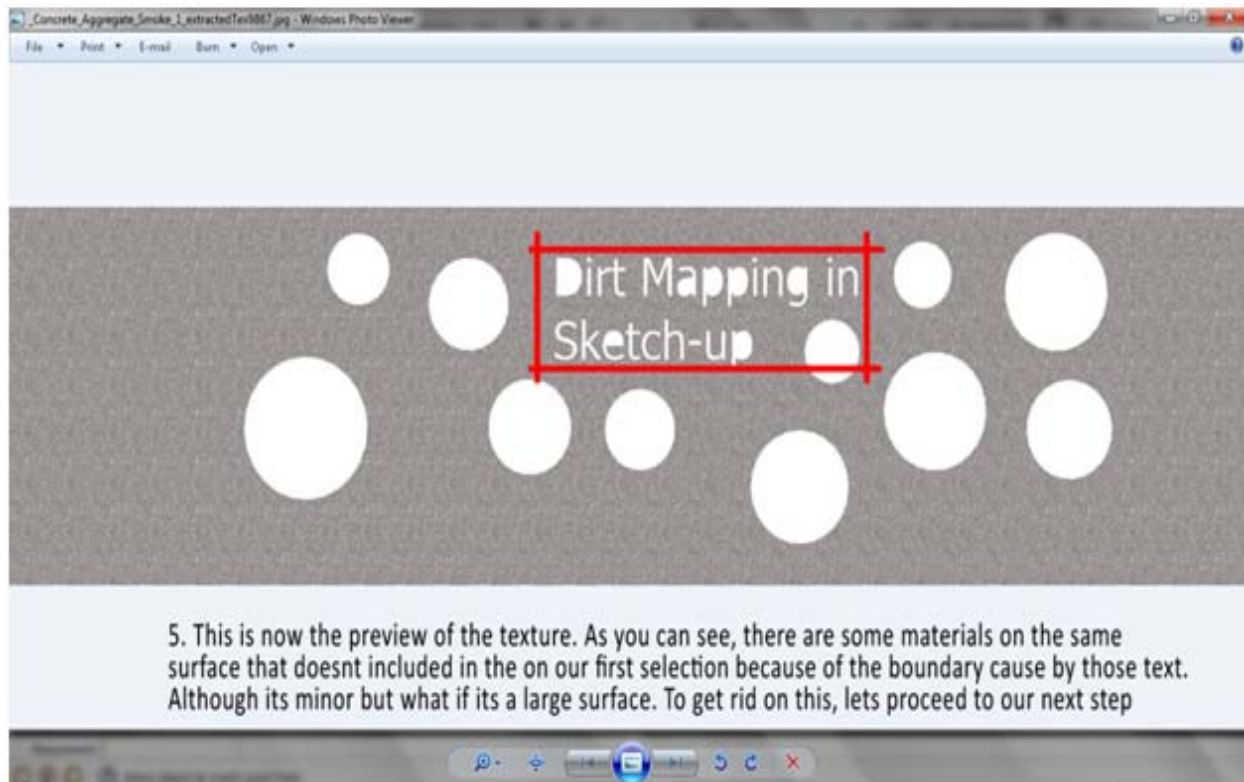 _Concrete_Aggregate_Smoke_1_extractedTex9867.jpg - Windows Photo Viewer
File Print E-mail Burn Open
Dirt Mapping in
Sketch-up
5. This is now the preview of the texture. As you can see, there are some materials on the same
surface that doesnt included in the on our first selection because of the boundary cause by those text.
Although its minor but what if its a large surface. To get rid on this, lets proceed to our next step